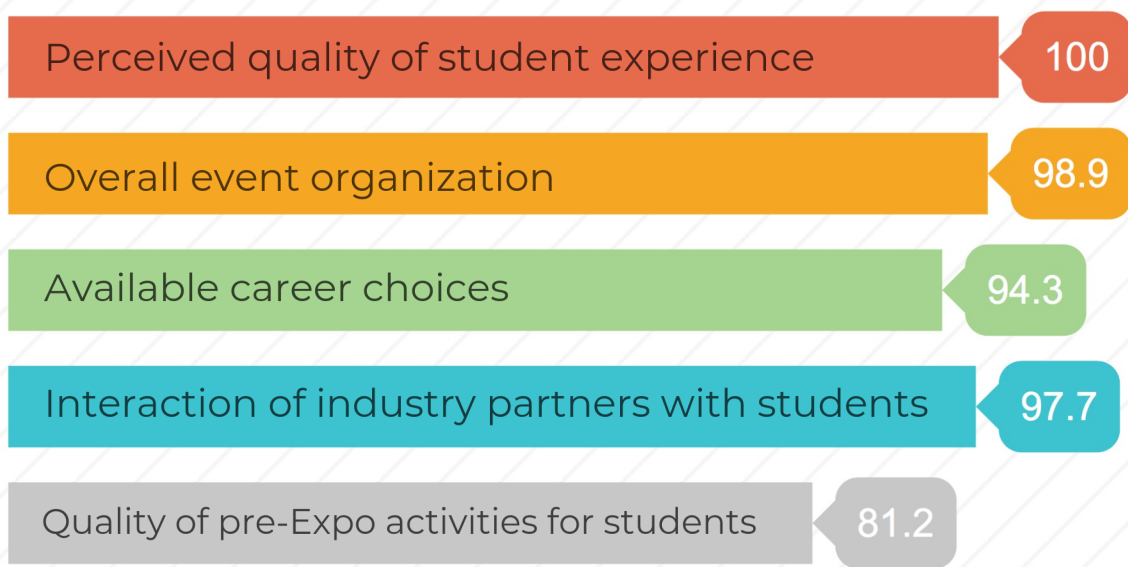 Perceived quality of student experience 100
Overall event organization 98.9
Available career choices 94.3
Interaction of industry partners with students 97.7
Quality of pre-Expo activities for students 81.2